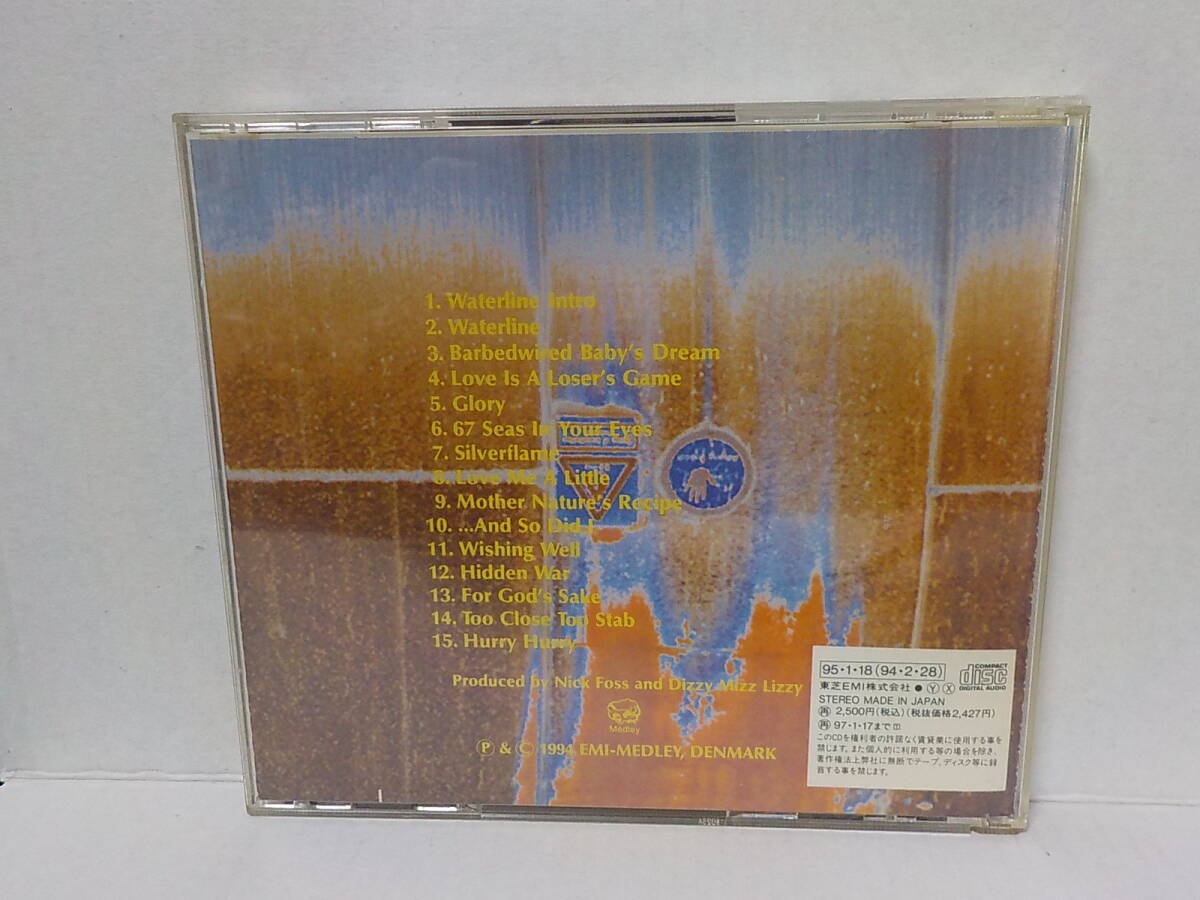 1. Waterline Intro
2. Waterline
3. Barbedwired Baby's Dream
4. Love Is A Loser's Game
5. Glory
6. 67 Seas In Your Eyes
7. Silverflame
8. Love Me A Little
9. Mother Nature's Recipe
10. ...And So Did I
11. Wishing Well
12. Hidden War
13. For God's Sake
14. Too Close Too Stab
15. Hurry Hurry
Produced by Nick Foss and Dizzy Mizz Lizzy
Medley
Ⓟ & © 1994 EMI-MEDLEY, DENMARK
95・1・18(94・2・28)
COMPACT
disc
DIGITAL AUDIO
東芝EMI株式会社 ● Ⓨ Ⓧ
STEREO MADE IN JAPAN
㊢ 2,500円(税込)(税抜価格2,427円)
㊢ 97・1・17まで
このCDを権利者の許諾なく賃貸業に使用する事を
禁じます。また個人的に利用する等の場合を除き、
著作権法上弊社に無断でテープ、ディスク等に録
音する事を禁じます。